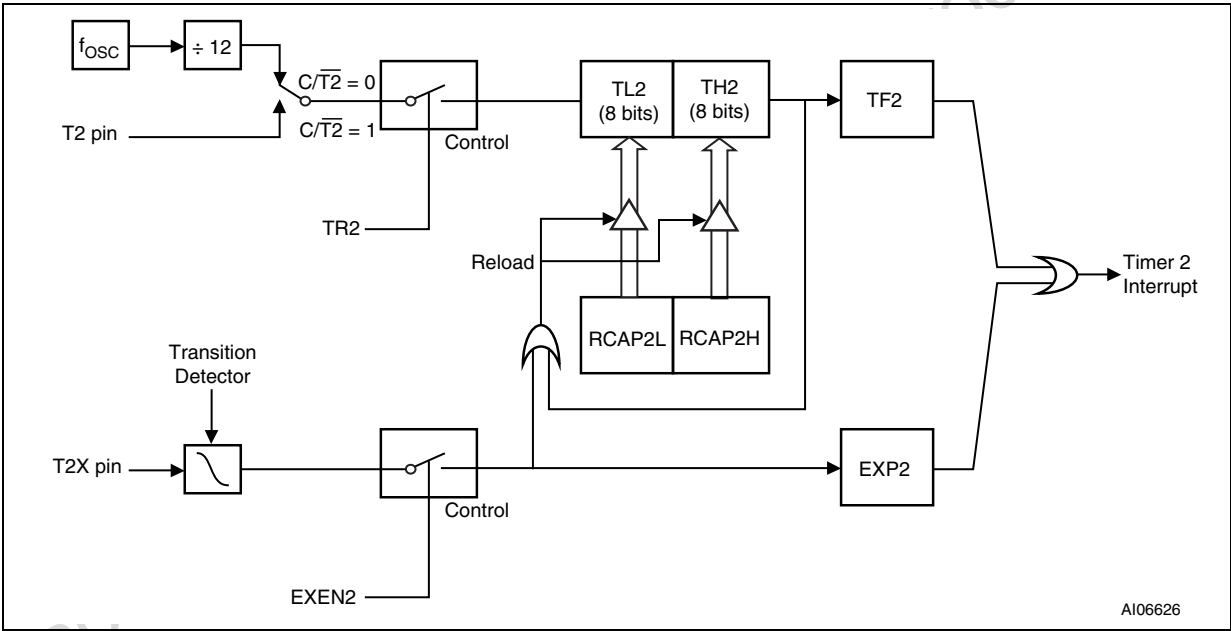 fOSC
÷ 12
C/T2̅ = 0
T2 pin
C/T2̅ = 1
Control
TR2
TL2
(8 bits)
TH2
(8 bits)
TF2
Reload
RCAP2L
RCAP2H
Timer 2
Interrupt
Transition
Detector
T2X pin
Control
EXP2
EXEN2
AI06626